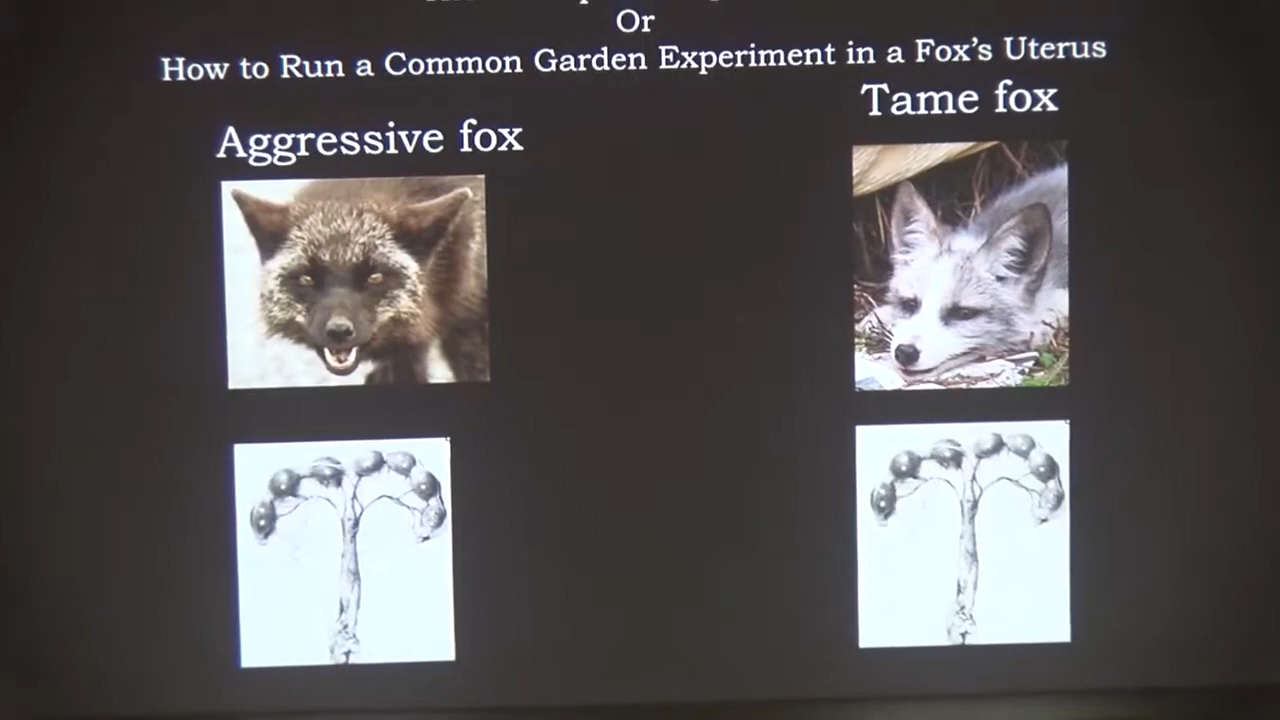 Or
How to Run a Common Garden Experiment in a Fox's Uterus
Tame fox
Aggressive fox